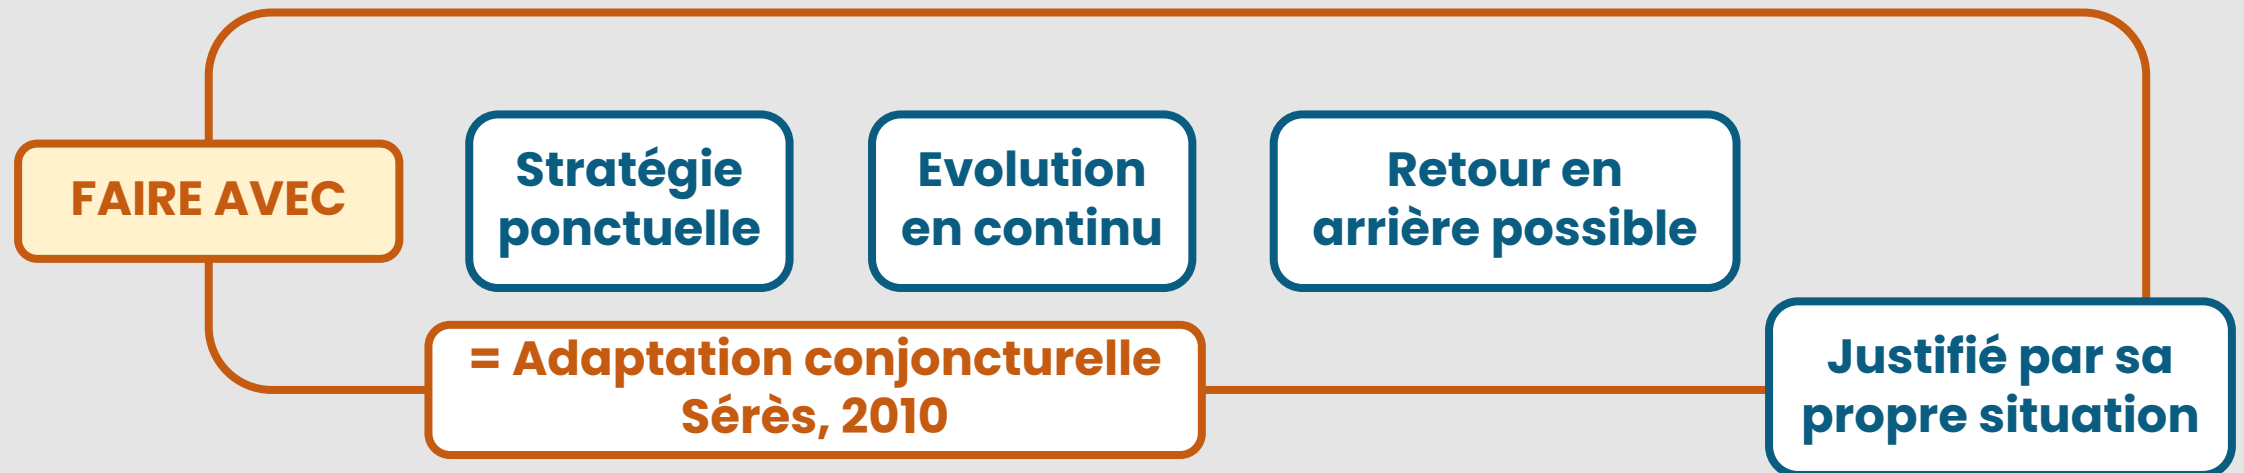 FAIRE AVEC
Stratégie
ponctuelle
Evolution
en continu
Retour en
arrière possible
= Adaptation conjoncturelle
Sérès, 2010
Justifié par sa
propre situation